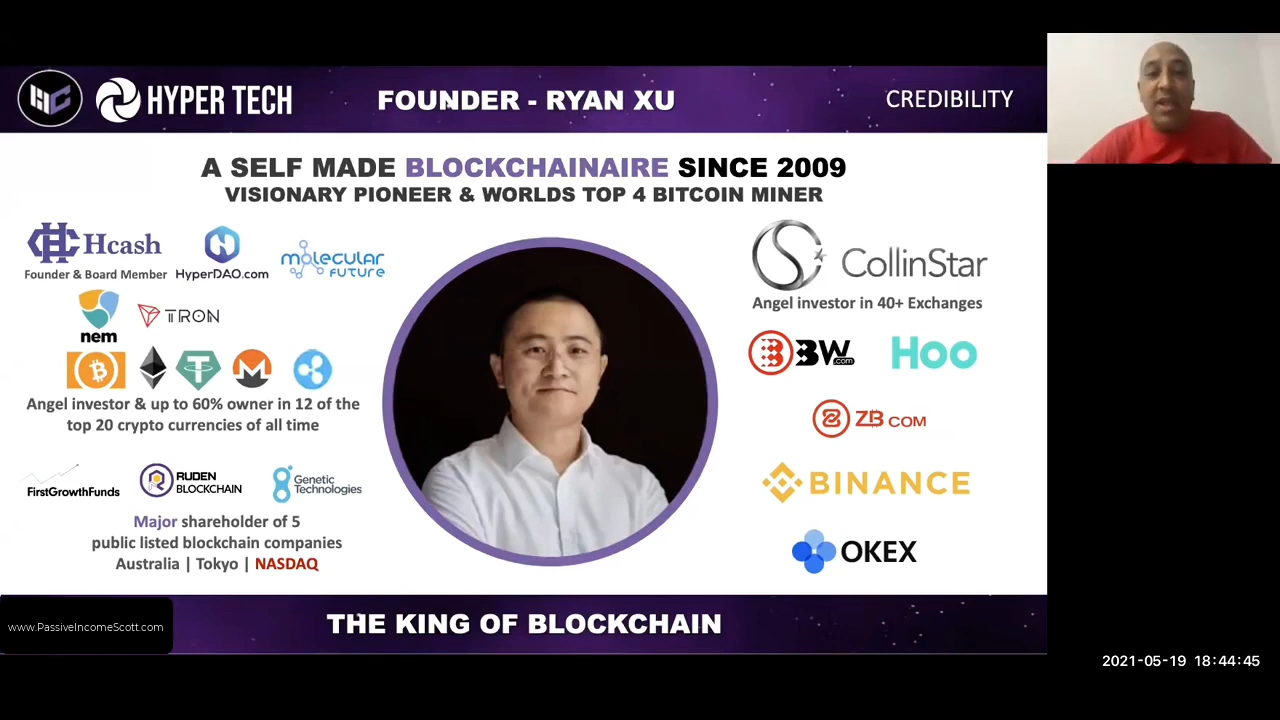 HC HYPER TECH
FOUNDER - RYAN XU
CREDIBILITY
A SELF MADE BLOCKCHAINAIRE SINCE 2009
VISIONARY PIONEER & WORLDS TOP 4 BITCOIN MINER
Hcash
Founder & Board Member
HyperDAO.com
MOLECULAR
FUTURE
nem
TRON
Angel investor & up to 60% owner in 12 of the
top 20 crypto currencies of all time
FirstGrowthFunds
RUDEN
BLOCKCHAIN
Genetic
Technologies
Major shareholder of 5
public listed blockchain companies
Australia | Tokyo | NASDAQ
CollinStar
Angel investor in 40+ Exchanges
BW.com
Hoo
ZB COM
BINANCE
OKEX
www.PassiveIncomeScott.com
THE KING OF BLOCKCHAIN
2021-05-19 18:44:45